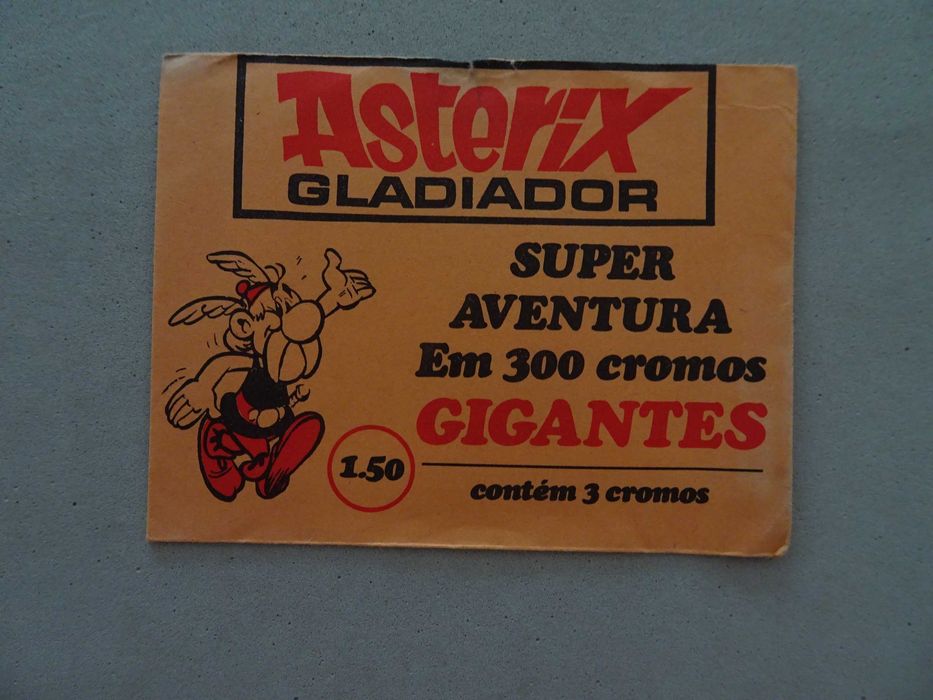 Asterix
GLADIADOR
SUPER
AVENTURA
Em 300 cromos
GIGANTES
1.50
contém 3 cromos